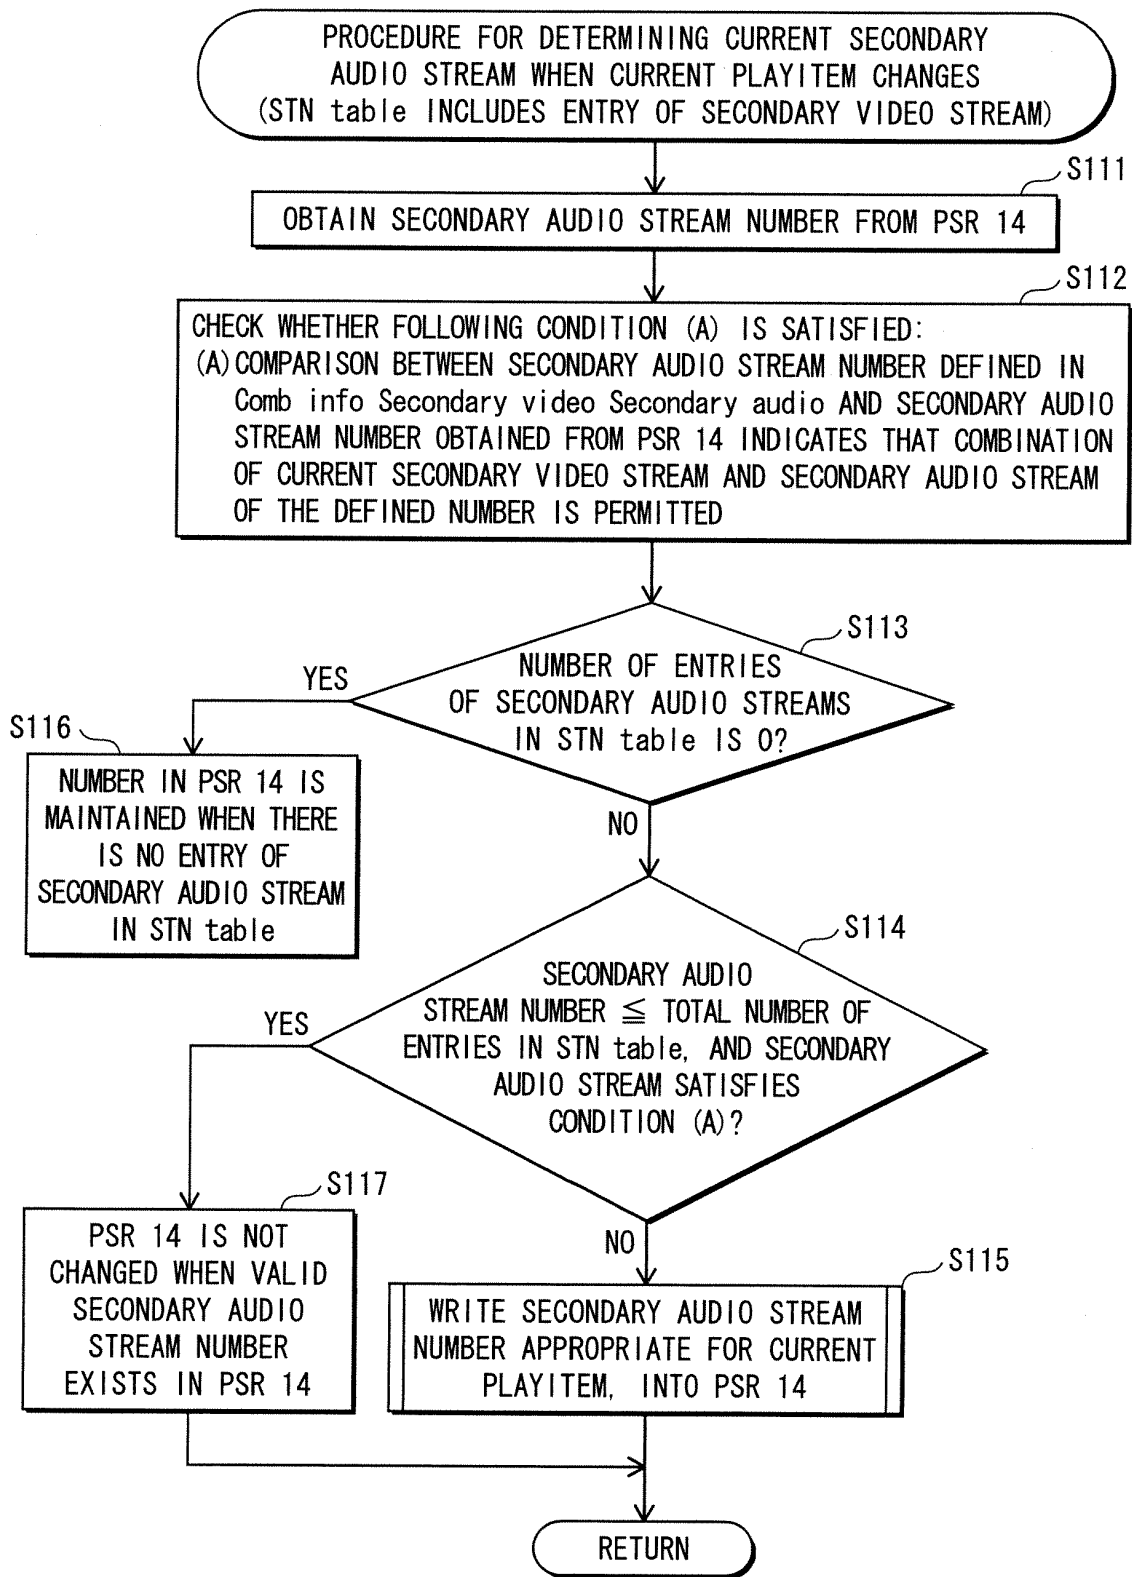 PROCEDURE FOR DETERMINING CURRENT SECONDARY
AUDIO STREAM WHEN CURRENT PLAYITEM CHANGES
(STN table INCLUDES ENTRY OF SECONDARY VIDEO STREAM)
S111
OBTAIN SECONDARY AUDIO STREAM NUMBER FROM PSR 14
S112
CHECK WHETHER FOLLOWING CONDITION (A) IS SATISFIED:
(A) COMPARISON BETWEEN SECONDARY AUDIO STREAM NUMBER DEFINED IN
Comb info Secondary video Secondary audio AND SECONDARY AUDIO
STREAM NUMBER OBTAINED FROM PSR 14 INDICATES THAT COMBINATION
OF CURRENT SECONDARY VIDEO STREAM AND SECONDARY AUDIO STREAM
OF THE DEFINED NUMBER IS PERMITTED
S113
NUMBER OF ENTRIES
OF SECONDARY AUDIO STREAMS
IN STN table IS 0?
YES
NO
S116
NUMBER IN PSR 14 IS
MAINTAINED WHEN THERE
IS NO ENTRY OF
SECONDARY AUDIO STREAM
IN STN table
S114
SECONDARY AUDIO
STREAM NUMBER ≦ TOTAL NUMBER OF
ENTRIES IN STN table, AND SECONDARY
AUDIO STREAM SATISFIES
CONDITION (A)?
YES
NO
S117
PSR 14 IS NOT
CHANGED WHEN VALID
SECONDARY AUDIO
STREAM NUMBER
EXISTS IN PSR 14
S115
WRITE SECONDARY AUDIO STREAM
NUMBER APPROPRIATE FOR CURRENT
PLAYITEM, INTO PSR 14
RETURN